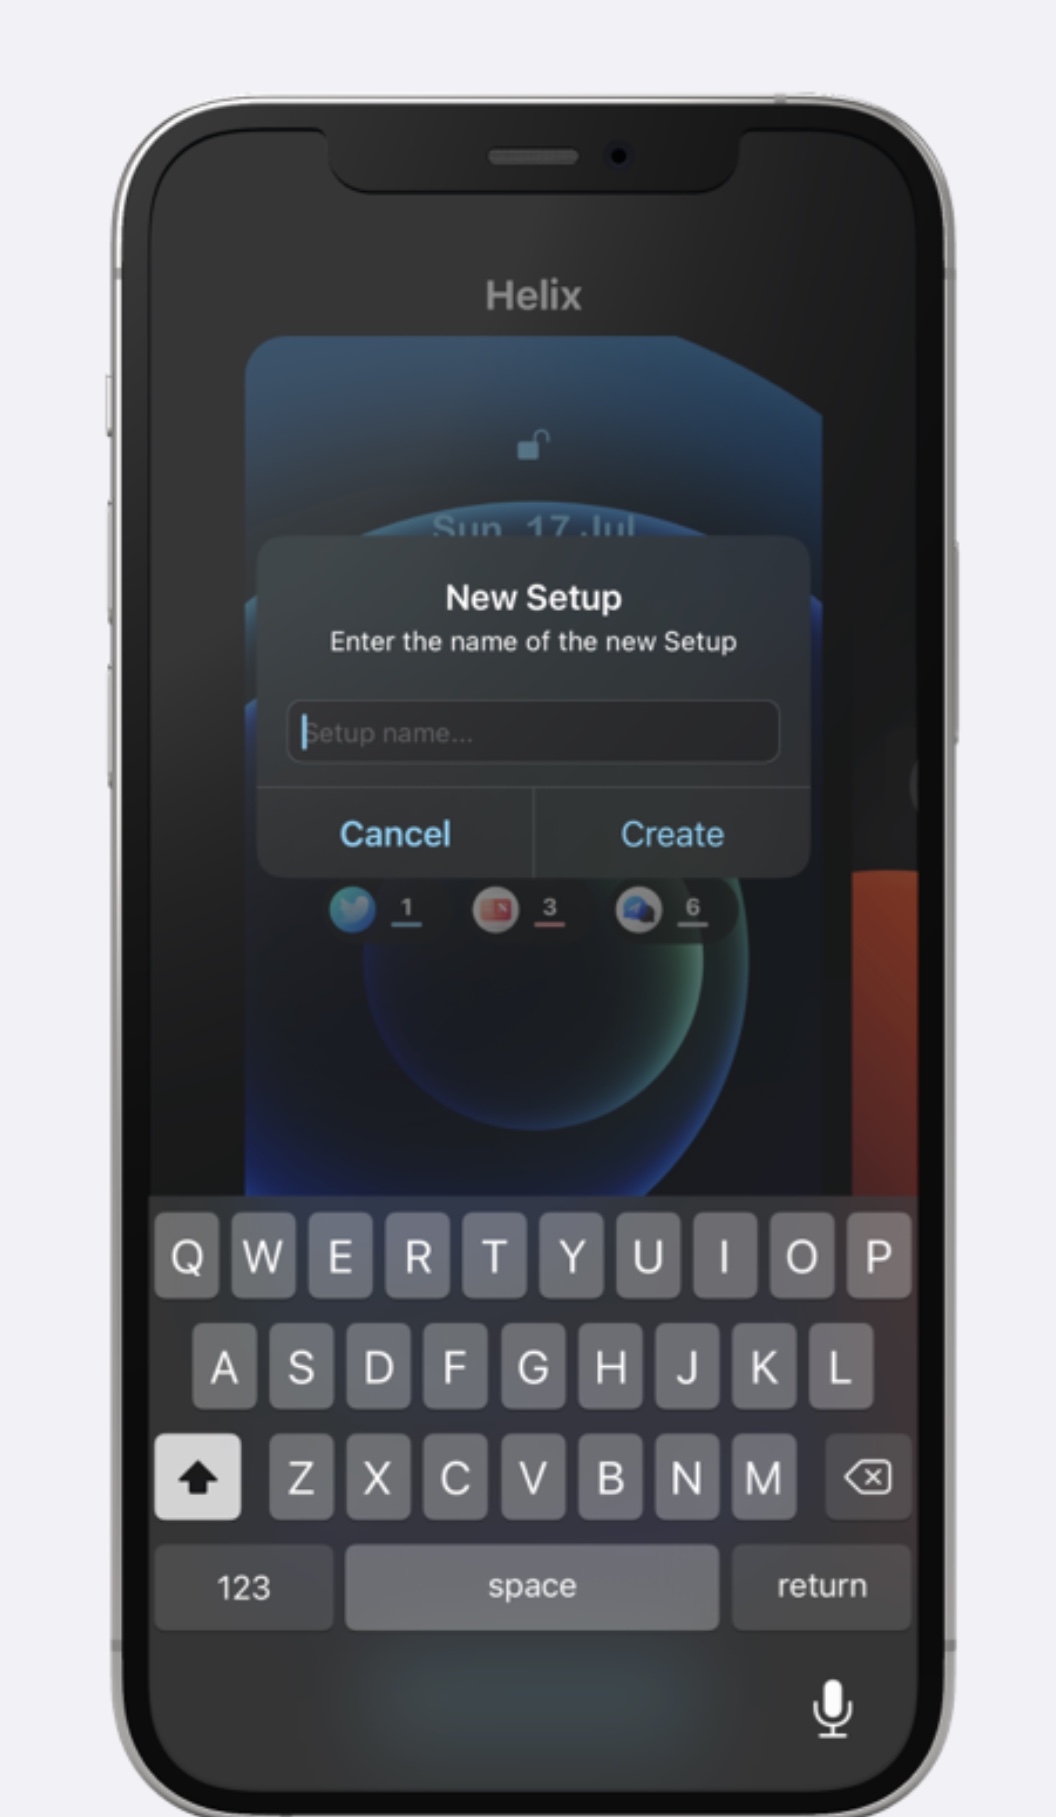 Helix
Sun, 17 Jul
New Setup
Enter the name of the new Setup
Setup name...
Cancel Create
1 3 6
Q W E R T Y U I O P
A S D F G H J K L
Z X C V B N M
123 space return